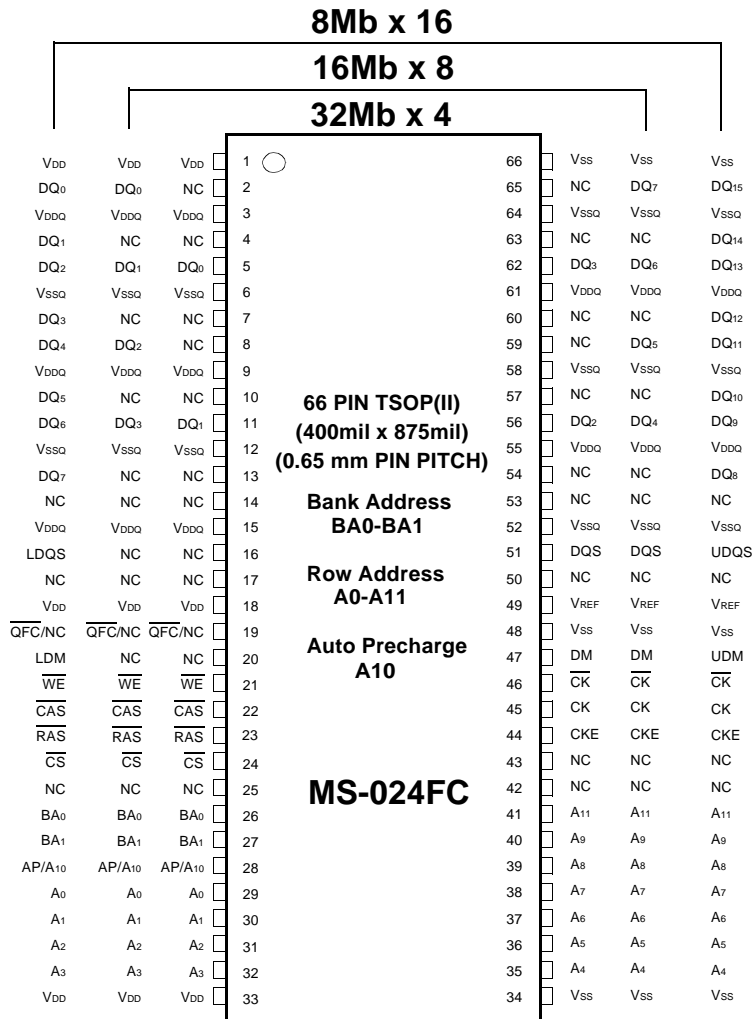 8Mb x 16
16Mb x 8
32Mb x 4
VDD VDD VDD 1 66 VSS VSS VSS
DQ0 DQ0 NC 2 65 NC DQ7 DQ15
VDDQ VDDQ VDDQ 3 64 VSSQ VSSQ VSSQ
DQ1 NC NC 4 63 NC NC DQ14
DQ2 DQ1 DQ0 5 62 DQ3 DQ6 DQ13
VSSQ VSSQ VSSQ 6 61 VDDQ VDDQ VDDQ
DQ3 NC NC 7 60 NC NC DQ12
DQ4 DQ2 NC 8 59 NC DQ5 DQ11
VDDQ VDDQ VDDQ 9 58 VSSQ VSSQ VSSQ
DQ5 NC NC 10 57 NC NC DQ10
DQ6 DQ3 DQ1 11 56 DQ2 DQ4 DQ9
VSSQ VSSQ VSSQ 12 55 VDDQ VDDQ VDDQ
DQ7 NC NC 13 54 NC NC DQ8
NC NC NC 14 53 NC NC NC
VDDQ VDDQ VDDQ 15 52 VSSQ VSSQ VSSQ
LDQS NC NC 16 51 DQS DQS UDQS
NC NC NC 17 50 NC NC NC
VDD VDD VDD 18 49 VREF VREF VREF
QFC/NC QFC/NC QFC/NC 19 48 VSS VSS VSS
LDM NC NC 20 47 DM DM UDM
WE WE WE 21 46 CK CK CK
CAS CAS CAS 22 45 CK CK CK
RAS RAS RAS 23 44 CKE CKE CKE
CS CS CS 24 43 NC NC NC
NC NC NC 25 42 NC NC NC
BA0 BA0 BA0 26 41 A11 A11 A11
BA1 BA1 BA1 27 40 A9 A9 A9
AP/A10 AP/A10 AP/A10 28 39 A8 A8 A8
A0 A0 A0 29 38 A7 A7 A7
A1 A1 A1 30 37 A6 A6 A6
A2 A2 A2 31 36 A5 A5 A5
A3 A3 A3 32 35 A4 A4 A4
VDD VDD VDD 33 34 VSS VSS VSS
66 PIN TSOP(II)
(400mil x 875mil)
(0.65 mm PIN PITCH)
Bank Address
BA0-BA1
Row Address
A0-A11
Auto Precharge
A10
MS-024FC